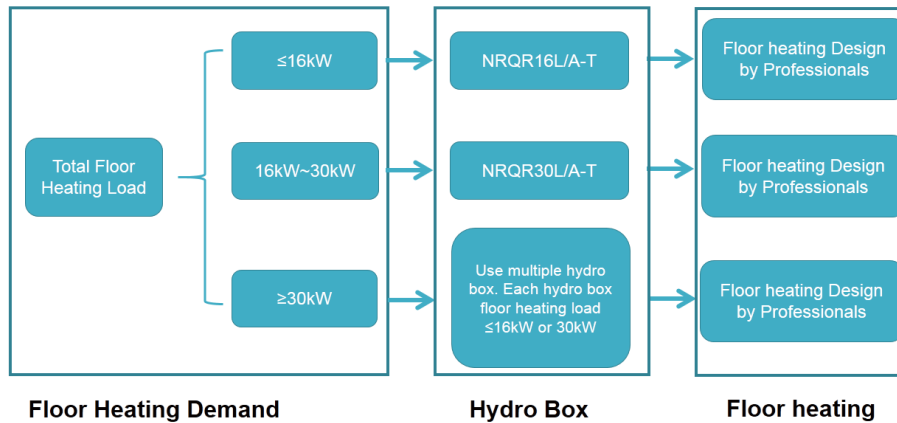 Total Floor
Heating Load
≤16kW
16kW~30kW
≥30kW
NRQR16L/A-T
NRQR30L/A-T
Use multiple hydro
box. Each hydro box
floor heating load
≤16kW or 30kW
Floor heating Design
by Professionals
Floor heating Design
by Professionals
Floor heating Design
by Professionals
Floor Heating Demand
Hydro Box
Floor heating